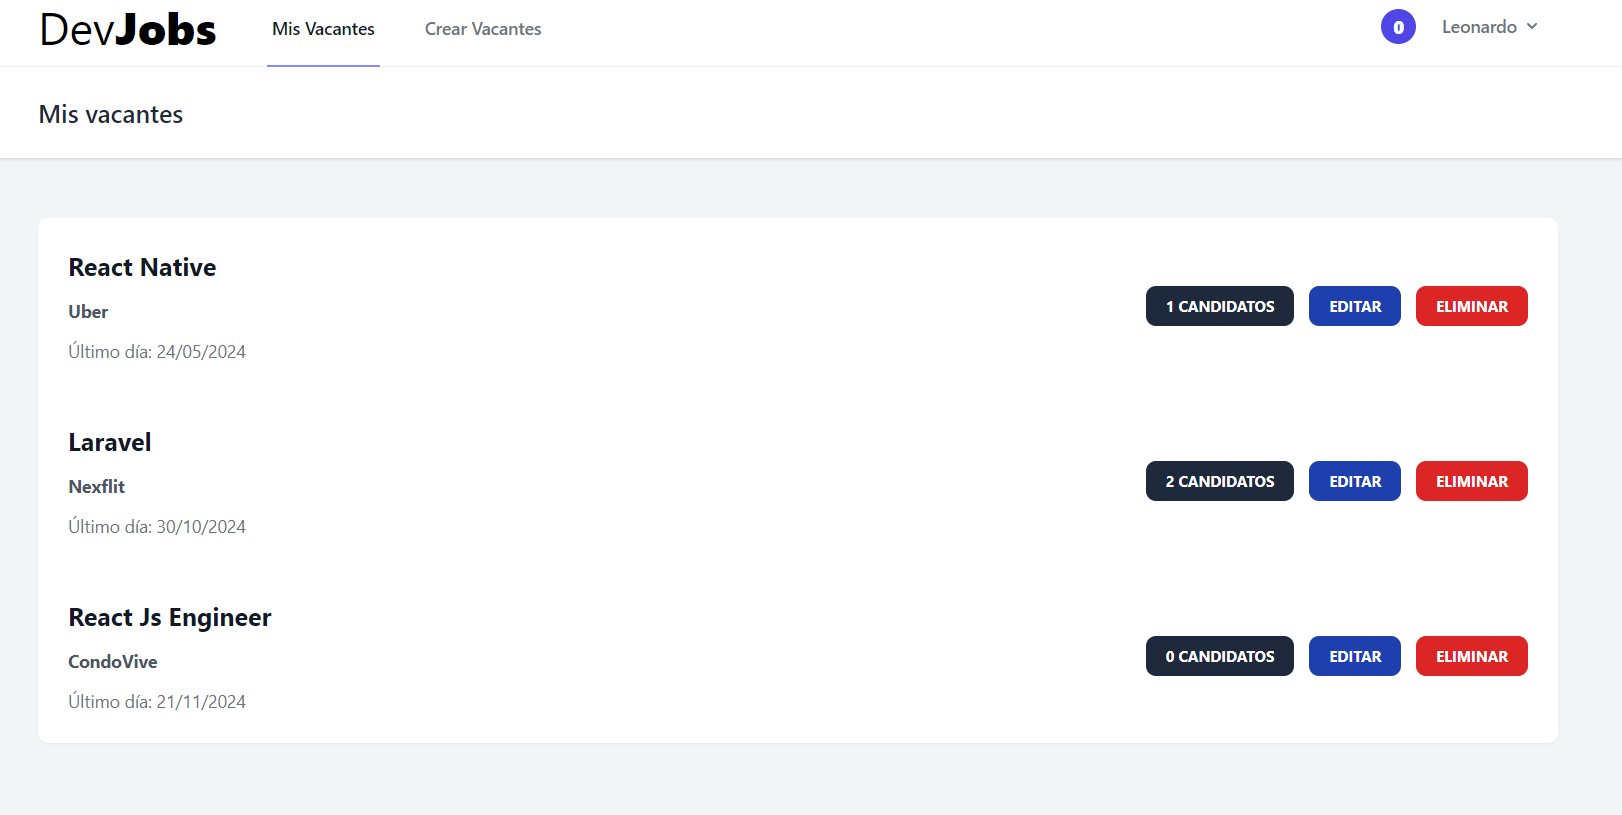 DevJobs Mis Vacantes Crear Vacantes 0 Leonardo
Mis vacantes
React Native
Uber
Último día: 24/05/2024
1 CANDIDATOS EDITAR ELIMINAR
Laravel
Nexflit
Último día: 30/10/2024
2 CANDIDATOS EDITAR ELIMINAR
React Js Engineer
CondoVive
Último día: 21/11/2024
0 CANDIDATOS EDITAR ELIMINAR